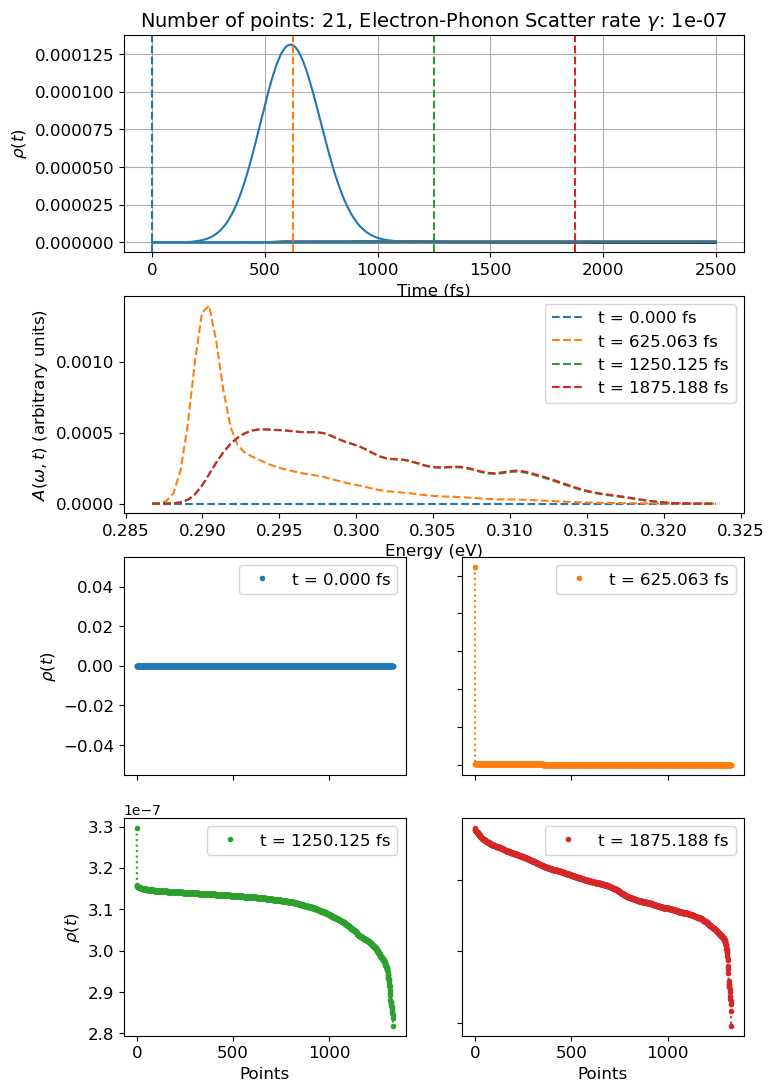 Number of points: 21, Electron-Phonon Scatter rate γ: 1e-07
0.000125
0.000100
0.000075
0.000050
0.000025
0.000000
ρ(t)
0
500
1000
1500
2000
2500
Time (fs)
A(ω, t) (arbitrary units)
0.0010
0.0005
0.0000
t = 0.000 fs
t = 625.063 fs
t = 1250.125 fs
t = 1875.188 fs
0.285
0.290
0.295
0.300
0.305
0.310
0.315
0.320
0.325
Energy (eV)
ρ(t)
0.04
0.02
0.00
−0.02
−0.04
t = 0.000 fs
t = 625.063 fs
1e−7
ρ(t)
3.3
3.2
3.1
3.0
2.9
2.8
t = 1250.125 fs
0
500
1000
Points
t = 1875.188 fs
0
500
1000
Points